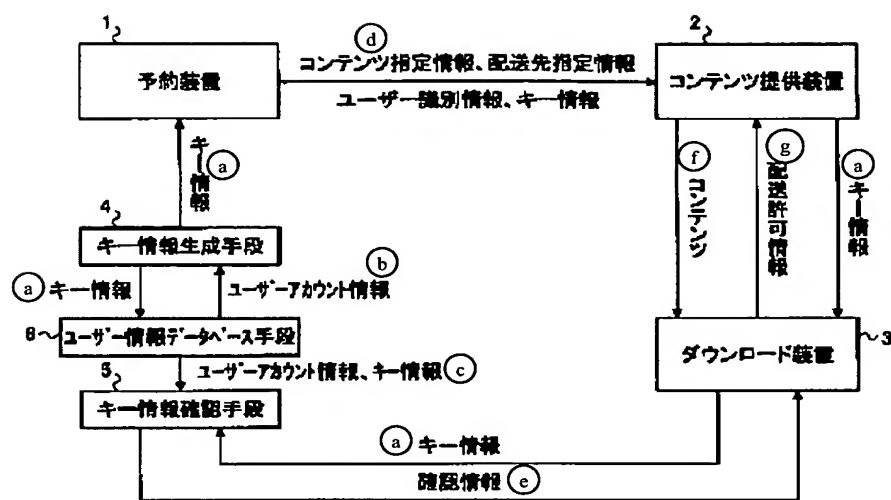 1
予約装置
d
コンテンツ指定情報、配送先指定情報
ユーザー識別情報、キー情報
2
コンテンツ提供装置
キー情報
a
f
コンテンツ
g
配送許可情報
a
キー情報
4
キー情報生成手段
a キー情報
b
ユーザーアカウント情報
6
ユーザー情報データベース手段
ユーザーアカウント情報、キー情報 c
5
キー情報確認手段
ダウンロード装置
3
a キー情報
確認情報 e